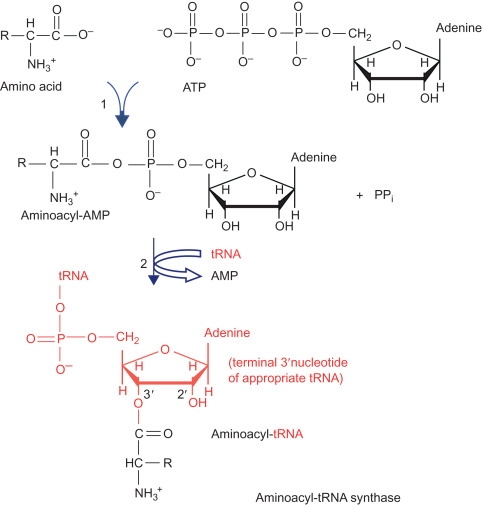 H O
R—C—C—O⁻
NH₃⁺
Amino acid
O O O
⁻O—P—O—P—O—P—O—CH₂ Adenine
O⁻ O⁻ O⁻
O
H H
H H
OH OH
ATP
1
H O O
R—C—C—O—P—O—CH₂ Adenine
NH₃⁺ O⁻
O
H H
H H
OH OH
Aminoacyl-AMP
+ PPi
2
tRNA
AMP
tRNA
O
O=P—O—CH₂ Adenine
O⁻
O
H H
H H
3′ 2′
O OH
(terminal 3′nucleotide
of appropriate tRNA)
C=O
Aminoacyl-tRNA
HC—R
NH₃⁺
Aminoacyl-tRNA synthase